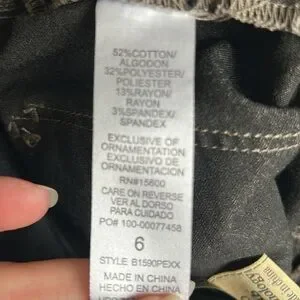 52%COTTON/
ALGODON
32%POLYESTER/
POLIESTER
13%RAYON/
RAYON
3%SPANDEX/
SPANDEX
EXCLUSIVE OF
ORNAMENTATION
EXCLUSIVO DE
ORNAMENTACION
RN#15600
CARE ON REVERSE
VER AL DORSO
PARA CUIDADO
PO# 100-00077458
6
STYLE B1590PEXX
MADE IN CHINA
HECHO EN CHINA